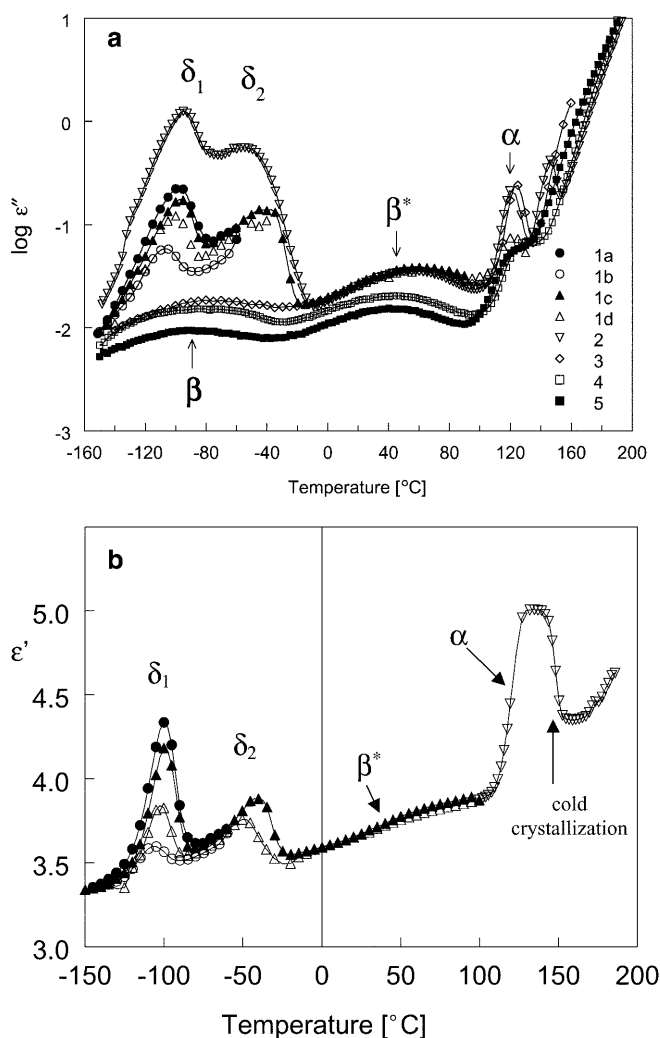 a
1
0
-1
-2
-3
log ε″
δ1 δ2
α
β*
β
1a
1b
1c
1d
2
3
4
5
-160 -120 -80 -40 0 40 80 120 160 200
Temperature [°C]
b
5.0
4.5
4.0
3.5
3.0
ε'
δ1
δ2
β*
α
cold
crystallization
-150 -100 -50 0 50 100 150 200
Temperature [°C]